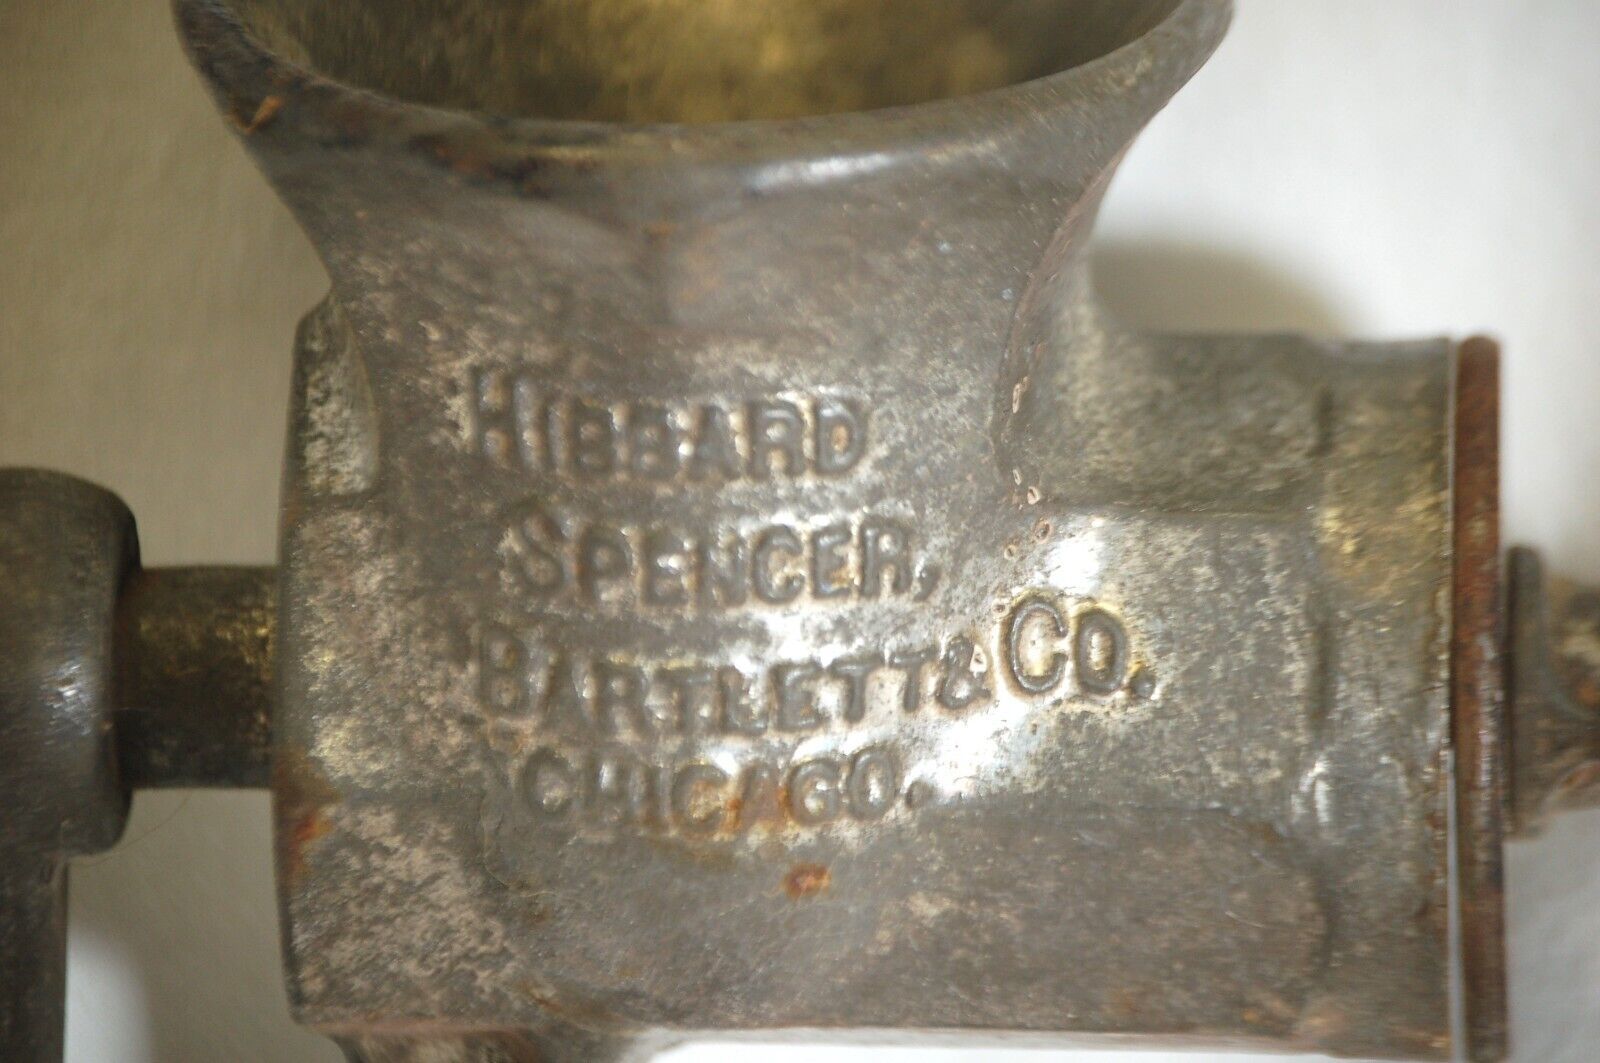 HIBBARD
SPENCER,
BARTLETT & CO.
CHICAGO.